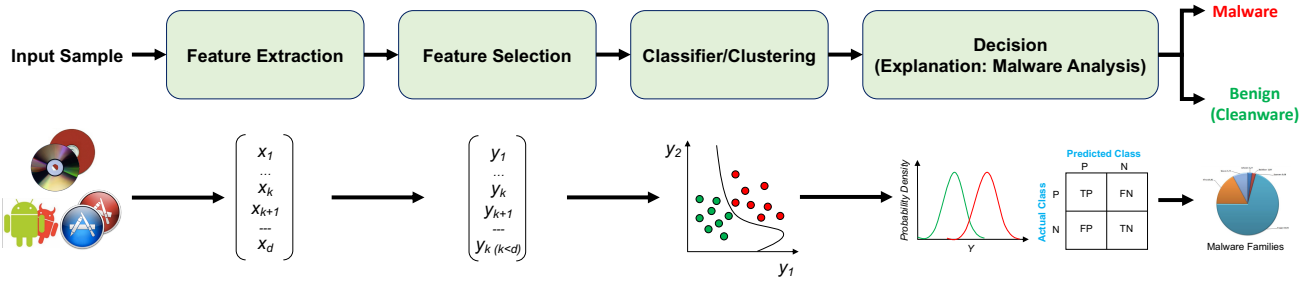 Input Sample
Feature Extraction
Feature Selection
Classifier/Clustering
Decision
(Explanation: Malware Analysis)
Malware
Benign
(Cleanware)
x1
...
xk
xk+1
---
xd
y1
...
yk
yk+1
---
yk (k<d)
y2
y1
Probability Density
Y
Predicted Class
P N
Actual Class
P TP FN
N FP TN
Malware Families